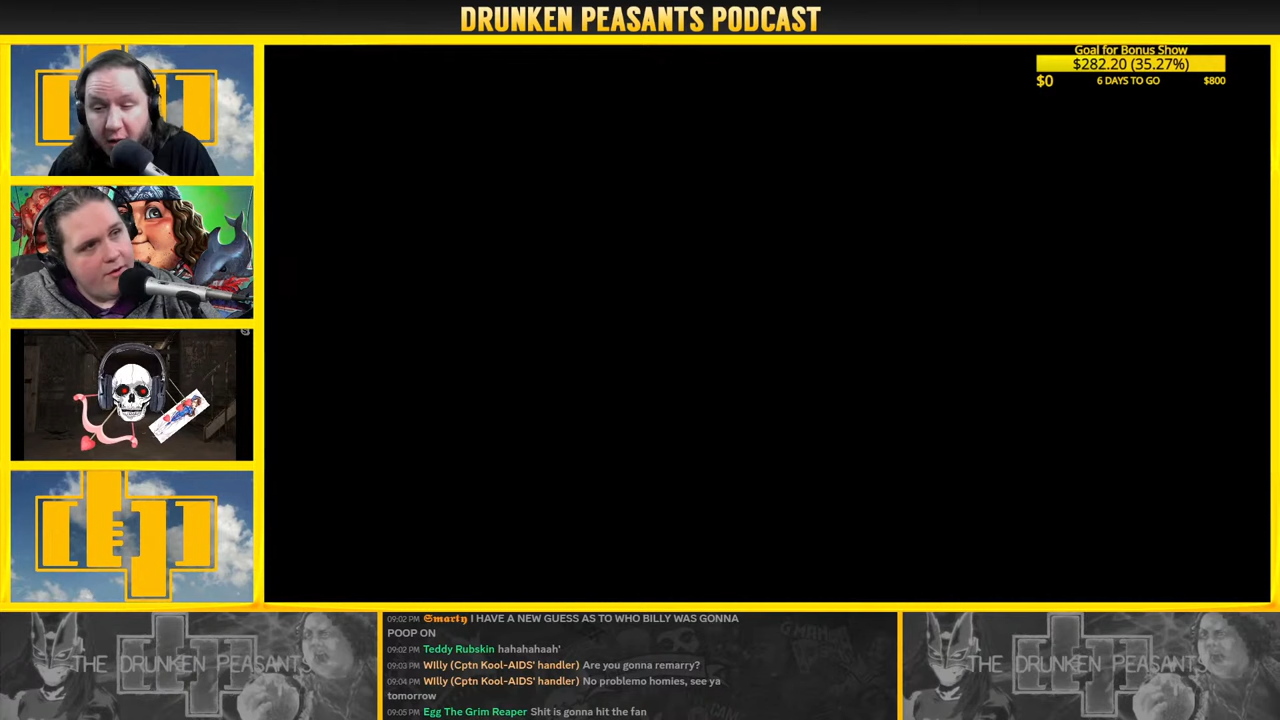 DRUNKEN PEASANTS PODCAST
Goal for Bonus Show
$282.20 (35.27%)
$0 6 DAYS TO GO $800
09:02 PM Smarty I HAVE A NEW GUESS AS TO WHO BILLY WAS GONNA
POOP ON
09:02 PM Teddy Rubskin hahahahaah'
09:03 PM WIlly (Cptn Kool-AIDS' handler) Are you gonna remarry?
09:04 PM WIlly (Cptn Kool-AIDS' handler) No problemo homies, see ya
tomorrow
09:05 PM Egg The Grim Reaper Shit is gonna hit the fan
THE DRUNKEN PEASANTS
THE DRUNKEN PEASANTS